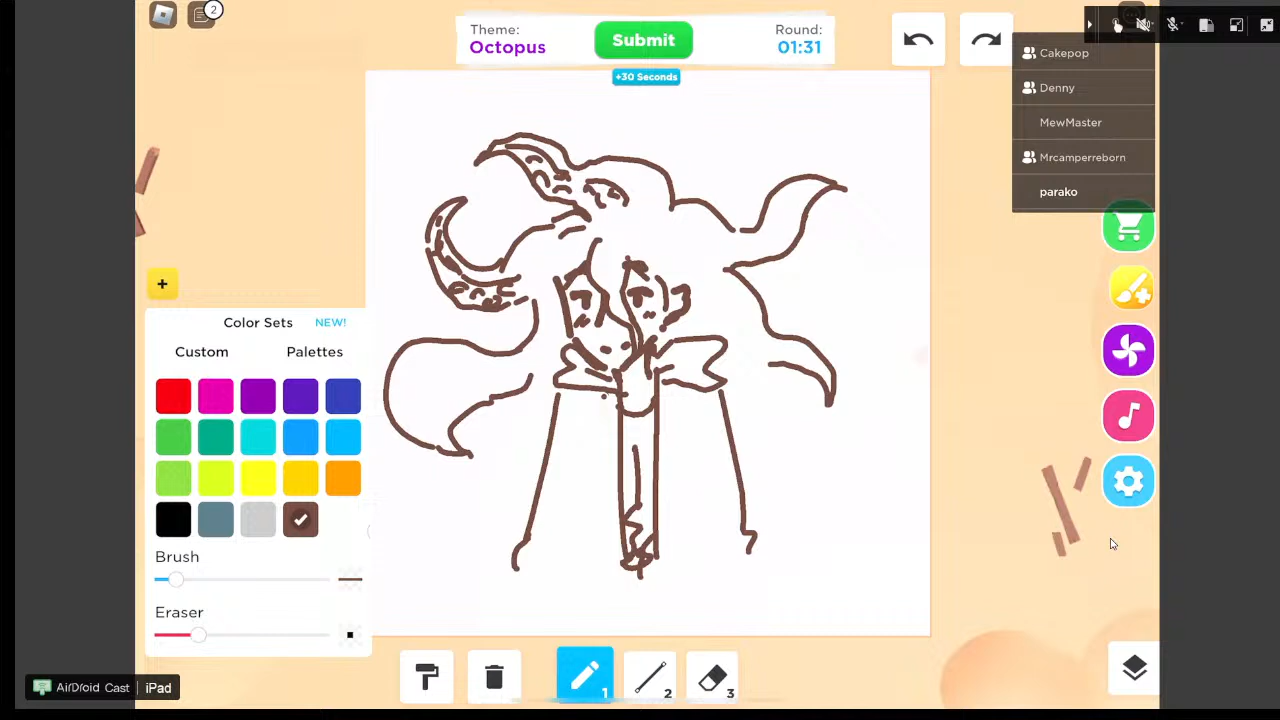 2
Theme:
Octopus
Submit
Round:
01:31
+30 Seconds
Cakepop
Denny
MewMaster
Mrcamperreborn
parako
+
Color Sets NEW!
Custom Palettes
Brush
Eraser
1
2
3
AirDroid Cast | iPad